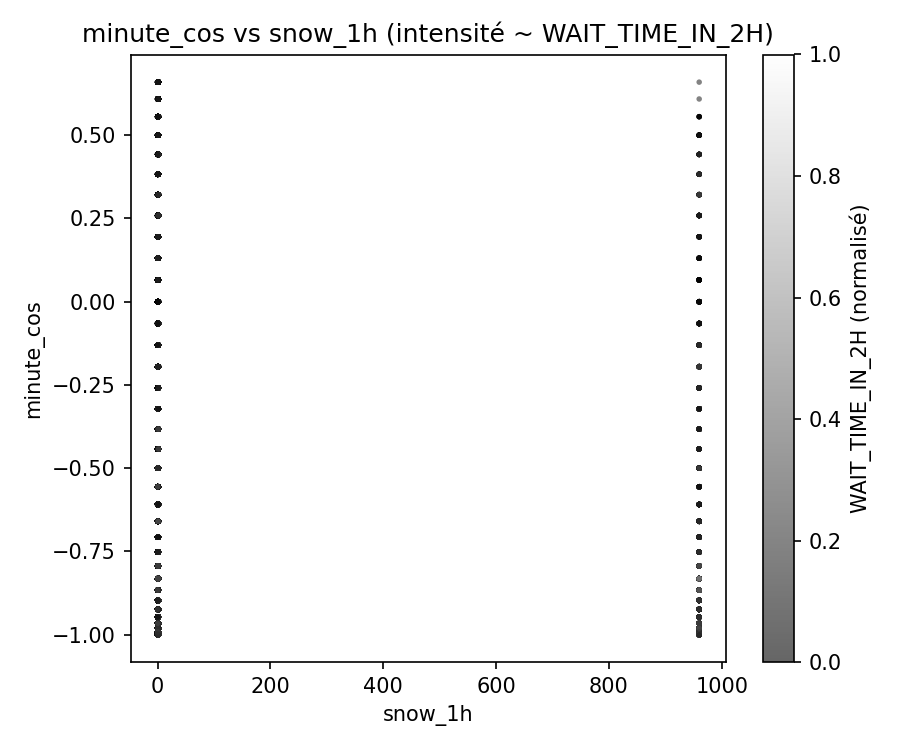 minute_cos vs snow_1h (intensité ~ WAIT_TIME_IN_2H)
minute_cos
0.50
0.25
0.00
−0.25
−0.50
−0.75
−1.00
0 200 400 600 800 1000
snow_1h
1.0
0.8
0.6
0.4
0.2
0.0
WAIT_TIME_IN_2H (normalisé)